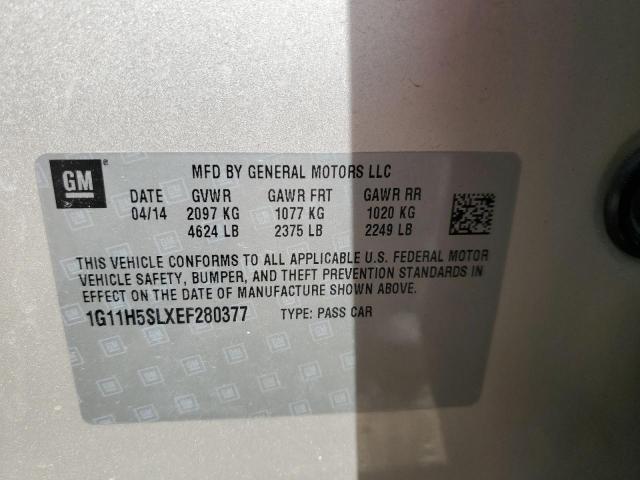 GM
MFD BY GENERAL MOTORS LLC
DATE GVWR GAWR FRT GAWR RR
04/14 2097 KG 1077 KG 1020 KG
4624 LB 2375 LB 2249 LB
THIS VEHICLE CONFORMS TO ALL APPLICABLE U.S. FEDERAL MOTOR
VEHICLE SAFETY, BUMPER, AND THEFT PREVENTION STANDARDS IN
EFFECT ON THE DATE OF MANUFACTURE SHOWN ABOVE.
1G11H5SLXEF280377 TYPE: PASS CAR